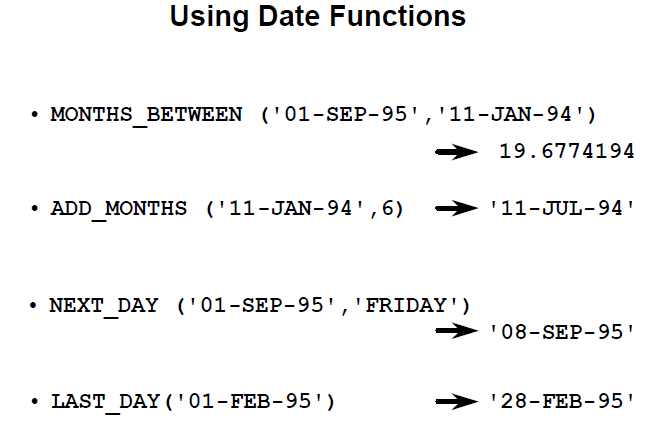 Using Date Functions
• MONTHS_BETWEEN ('01-SEP-95','11-JAN-94')
19.6774194
• ADD_MONTHS ('11-JAN-94',6) '11-JUL-94'
• NEXT_DAY ('01-SEP-95','FRIDAY')
'08-SEP-95'
• LAST_DAY('01-FEB-95') '28-FEB-95'